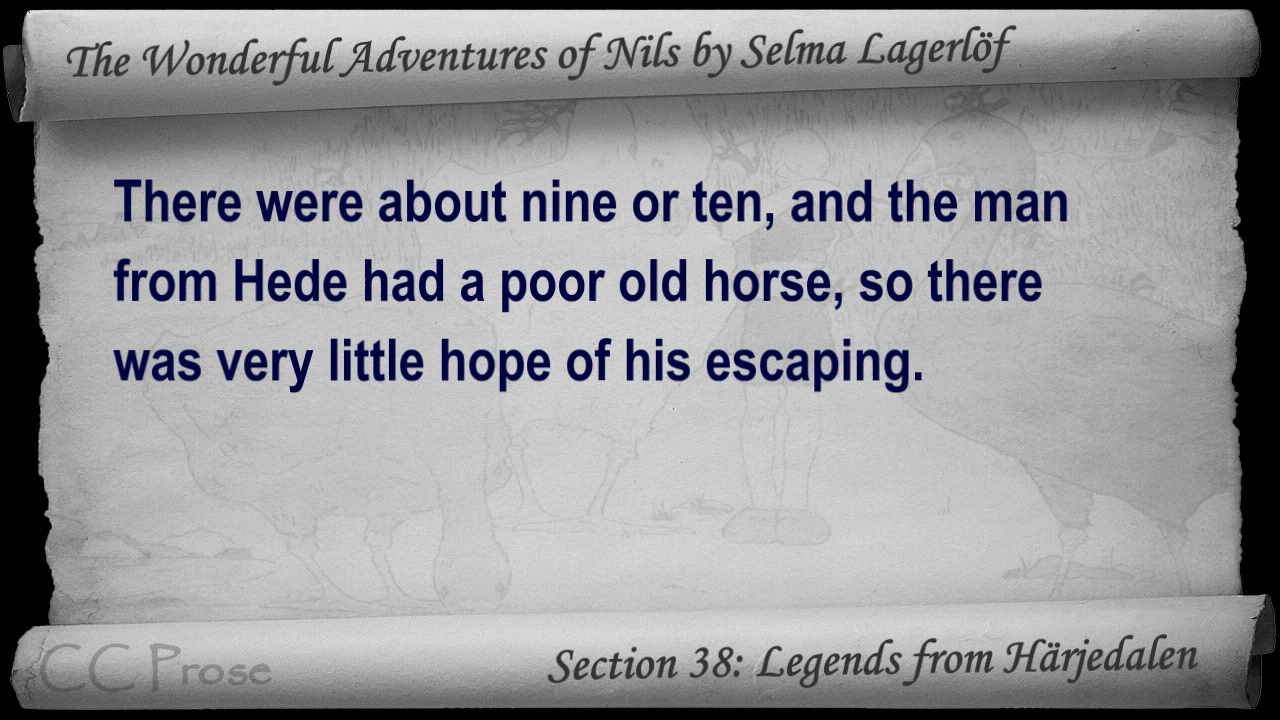 The Wonderful Adventures of Nils by Selma Lagerlöf
There were about nine or ten, and the man
from Hede had a poor old horse, so there
was very little hope of his escaping.
CC Prose
Section 38: Legends from Härjedalen